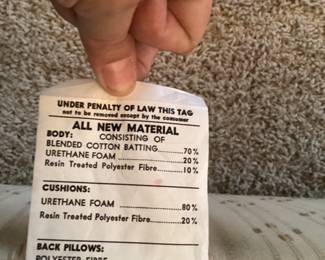 UNDER PENALTY OF LAW THIS TAG
not to be removed except by the consumer
ALL NEW MATERIAL
CONSISTING OF
BODY:
BLENDED COTTON BATTING......70%
URETHANE FOAM....................20%
Resin Treated Polyester Fibre..........10%
CUSHIONS:
URETHANE FOAM ..................80%
Resin Treated Polyester Fibre............20%
BACK PILLOWS:
POLYESTER FIBRE